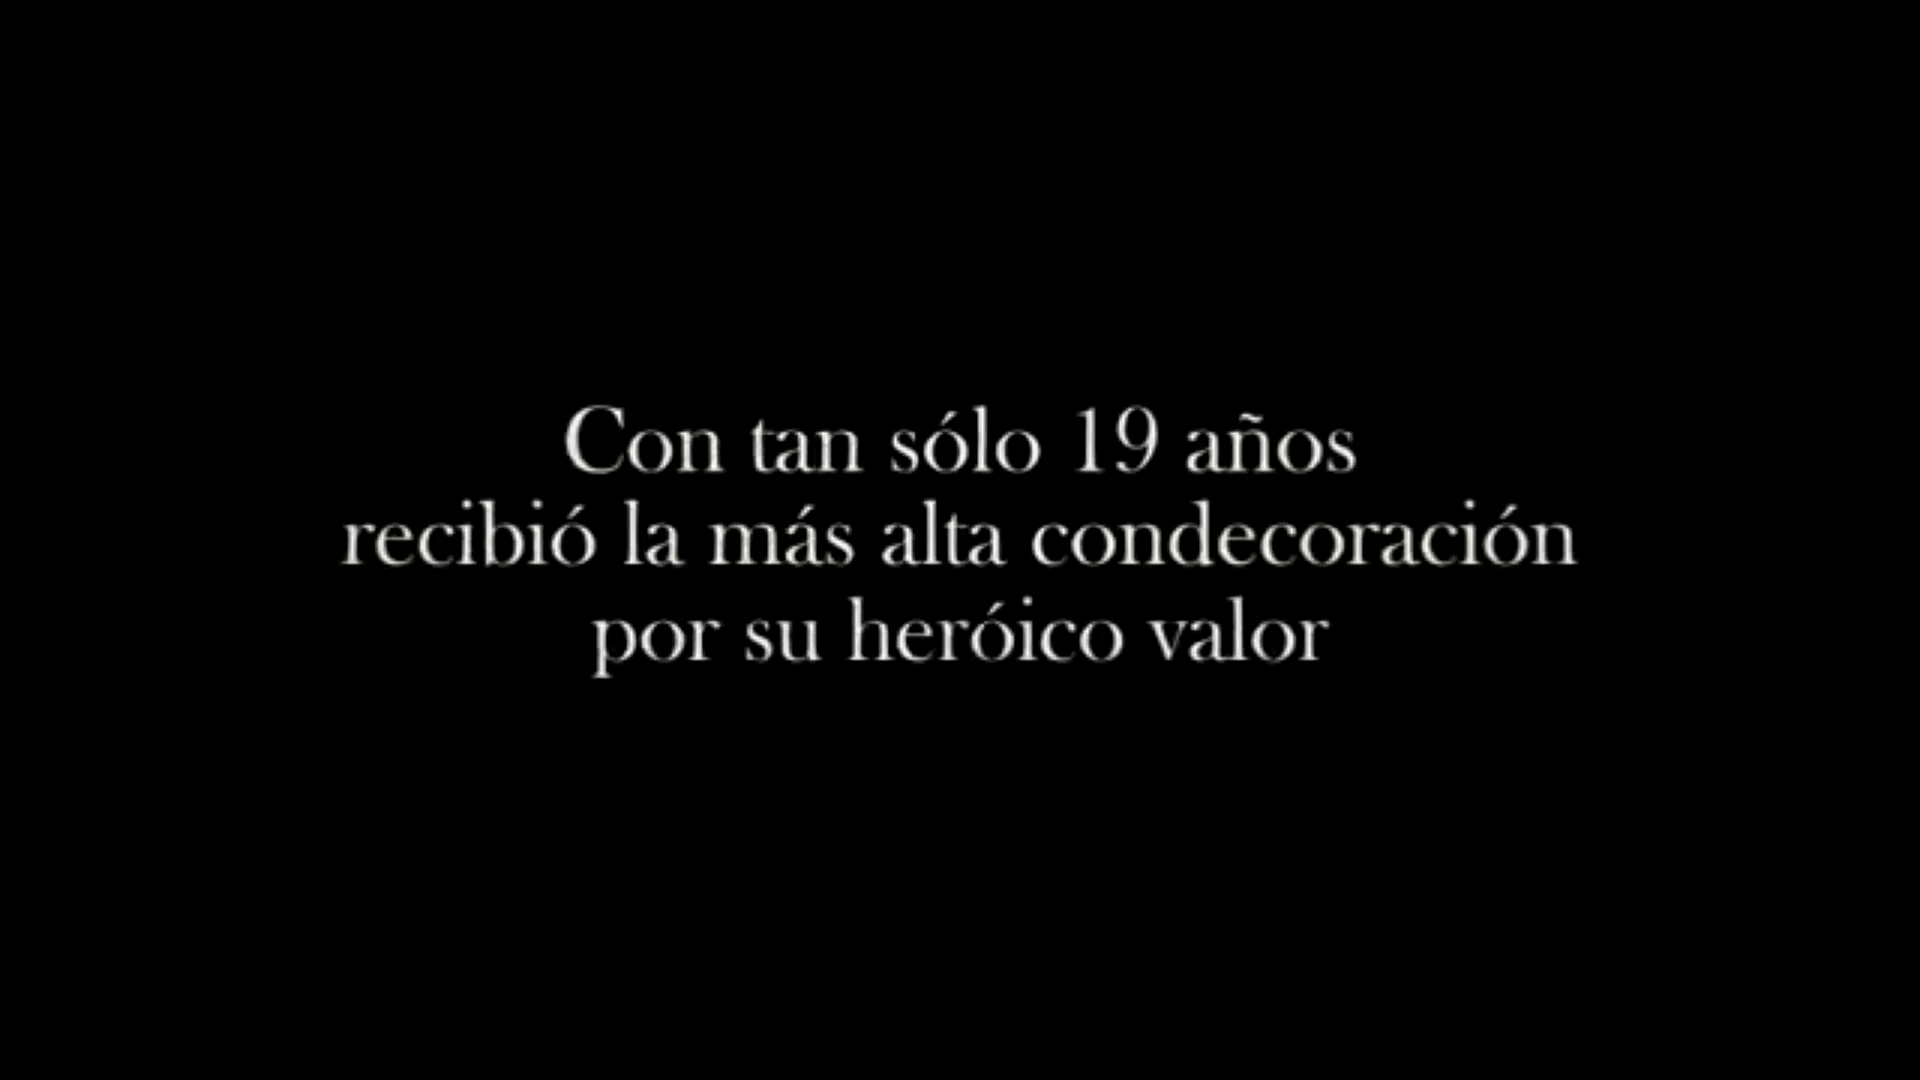 Con tan sólo 19 años
recibió la más alta condecoración
por su heróico valor